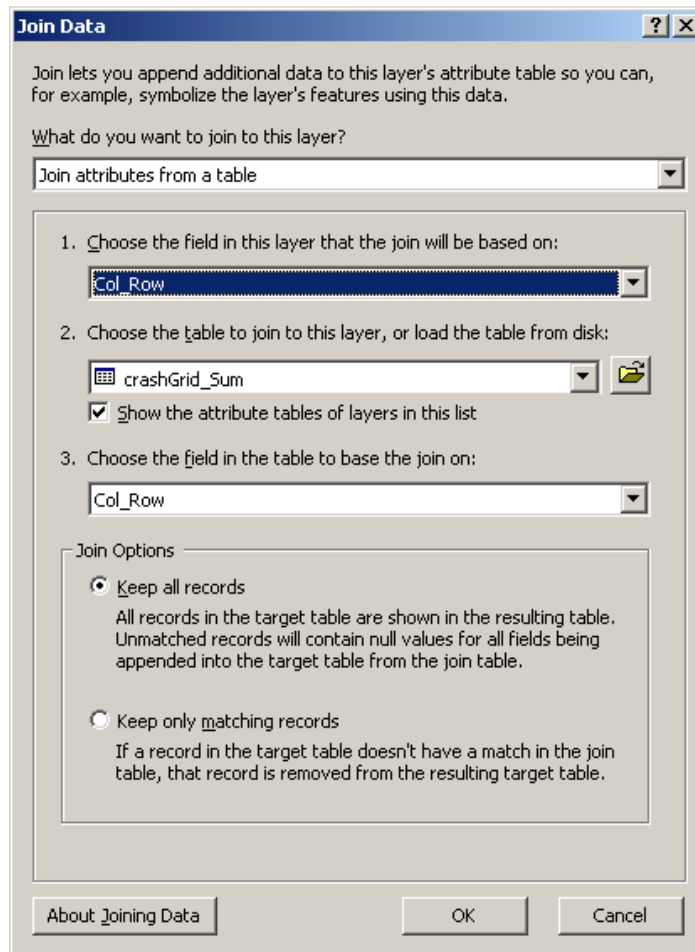 Join Data
Join lets you append additional data to this layer's attribute table so you can,
for example, symbolize the layer's features using this data.
What do you want to join to this layer?
Join attributes from a table
1. Choose the field in this layer that the join will be based on:
Col_Row
2. Choose the table to join to this layer, or load the table from disk:
crashGrid_Sum
Show the attribute tables of layers in this list
3. Choose the field in the table to base the join on:
Col_Row
Join Options
Keep all records
All records in the target table are shown in the resulting table.
Unmatched records will contain null values for all fields being
appended into the target table from the join table.
Keep only matching records
If a record in the target table doesn't have a match in the join
table, that record is removed from the resulting target table.
About Joining Data OK Cancel